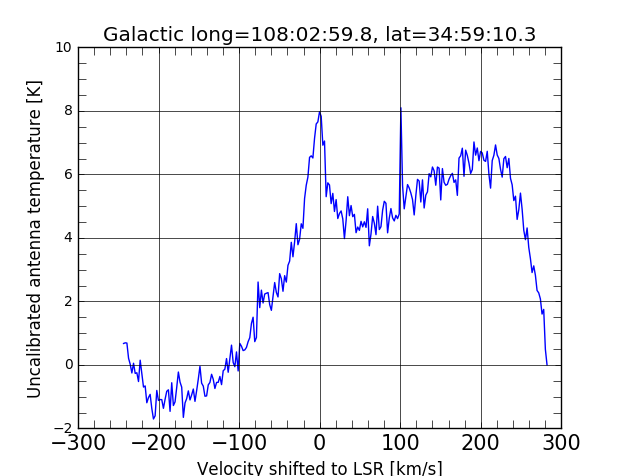 Galactic long=108:02:59.8, lat=34:59:10.3
10
8
6
4
2
0
−2
Uncalibrated antenna temperature [K]
−300 −200 −100 0 100 200 300
Velocity shifted to LSR [km/s]